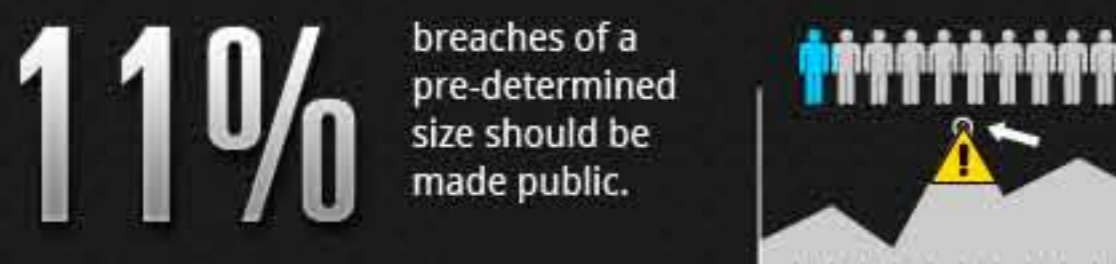 11%
breaches of a
pre-determined
size should be
made public.
!